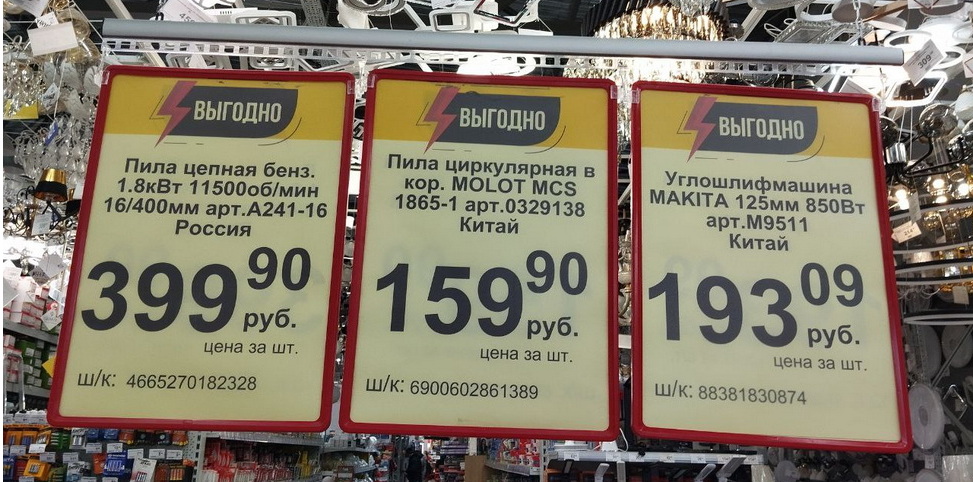 ВЫГОДНО
Пила цепная бенз.
1.8кВт 11500об/мин
16/400мм арт.А241-16
Россия
399 90
руб.
цена за шт.
ш/к: 4665270182328
ВЫГОДНО
Пила циркулярная в
кор. MOLOT MCS
1865-1 арт.0329138
Китай
159 90
руб.
цена за шт.
ш/к: 6900602861389
ВЫГОДНО
Углошлифмашина
MAKITA 125мм 850Вт
арт.М9511
Китай
193 09
руб.
цена за шт.
ш/к: 88381830874
309